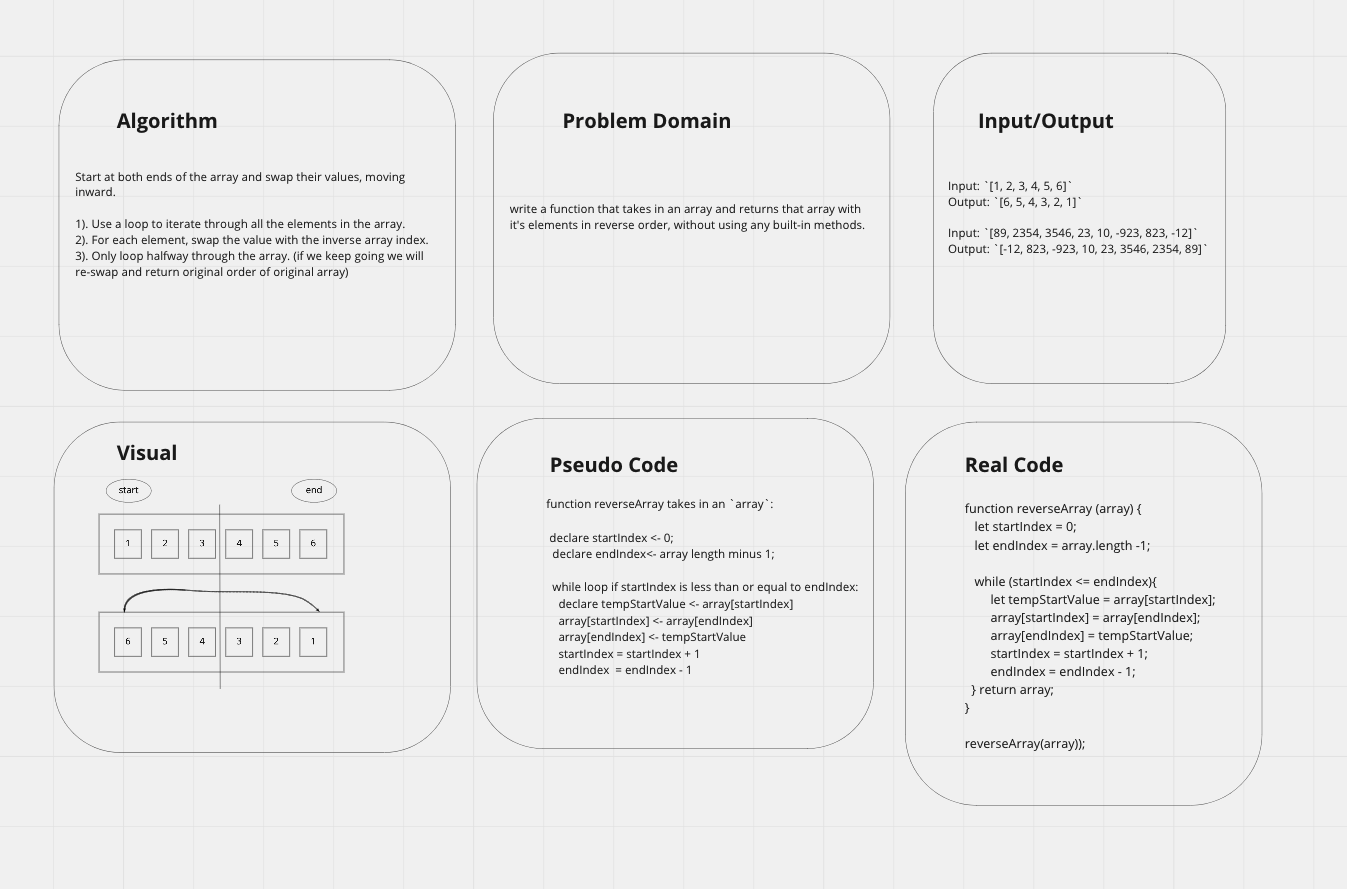 Algorithm
Start at both ends of the array and swap their values, moving
inward.
1). Use a loop to iterate through all the elements in the array.
2). For each element, swap the value with the inverse array index.
3). Only loop halfway through the array. (if we keep going we will
re-swap and return original order of original array)
Problem Domain
write a function that takes in an array and returns that array with
it's elements in reverse order, without using any built-in methods.
Input/Output
Input: `[1, 2, 3, 4, 5, 6]`
Output: `[6, 5, 4, 3, 2, 1]`
Input: `[89, 2354, 3546, 23, 10, -923, 823, -12]`
Output: `[-12, 823, -923, 10, 23, 3546, 2354, 89]`
Visual
start end
1 2 3 4 5 6
6 5 4 3 2 1
Pseudo Code
function reverseArray takes in an `array`:
declare startIndex <- 0;
declare endIndex<- array length minus 1;
while loop if startIndex is less than or equal to endIndex:
declare tempStartValue <- array[startIndex]
array[startIndex] <- array[endIndex]
array[endIndex] <- tempStartValue
startIndex = startIndex + 1
endIndex  = endIndex - 1
Real Code
function reverseArray (array) {
let startIndex = 0;
let endIndex = array.length -1;
while (startIndex <= endIndex){
let tempStartValue = array[startIndex];
array[startIndex] = array[endIndex];
array[endIndex] = tempStartValue;
startIndex = startIndex + 1;
endIndex = endIndex - 1;
} return array;
}
reverseArray(array));